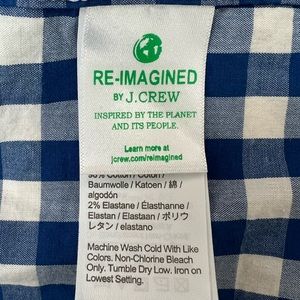 RE-IMAGINED
BY J.CREW
INSPIRED BY THE PLANET
AND ITS PEOPLE.
Learn more at
jcrew.com/reimagined
Cotton / Coton /
Baumwolle / Katoen / 綿 /
algodón
2% Elastane / Élasthanne /
Elastan / Elastaan / ポリウ
レタン / elastano
Machine Wash Cold With Like
Colors. Non-Chlorine Bleach
Only. Tumble Dry Low. Iron on
Lowest Setting.